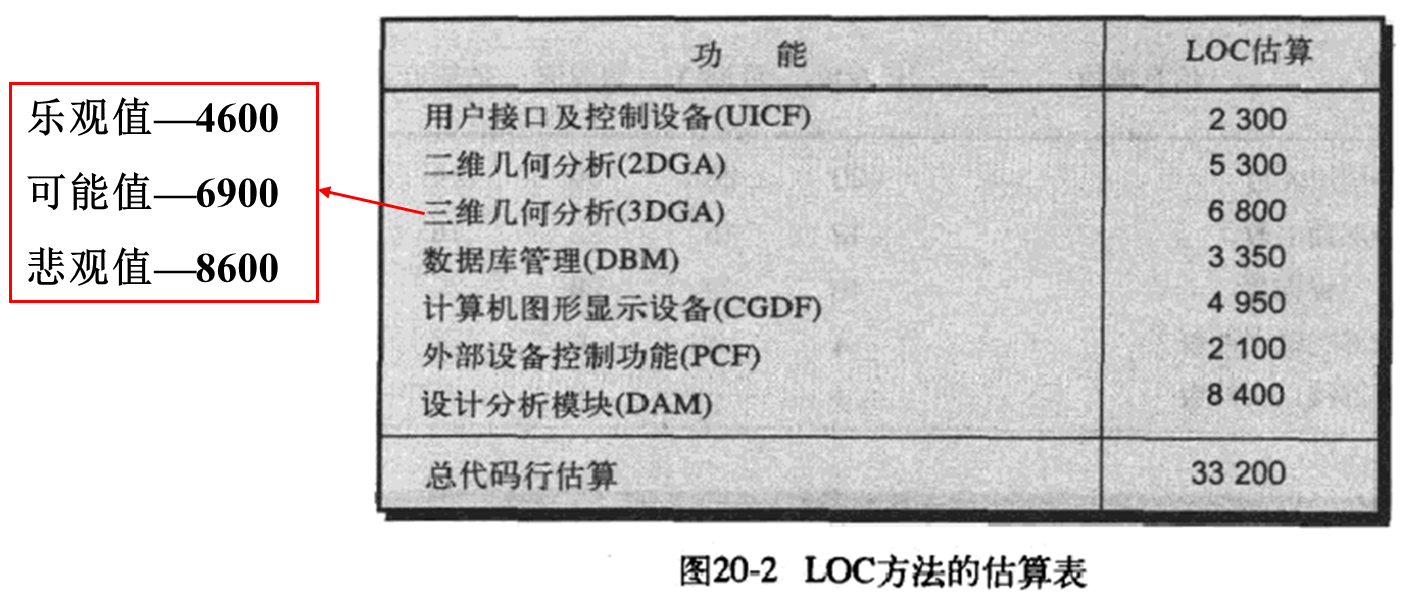 乐观值—4600
可能值—6900
悲观值—8600
功 能 LOC估算
用户接口及控制设备(UICF) 2 300
二维几何分析(2DGA) 5 300
三维几何分析(3DGA) 6 800
数据库管理(DBM) 3 350
计算机图形显示设备(CGDF) 4 950
外部设备控制功能(PCF) 2 100
设计分析模块(DAM) 8 400
总代码行估算 33 200
图20-2 LOC方法的估算表